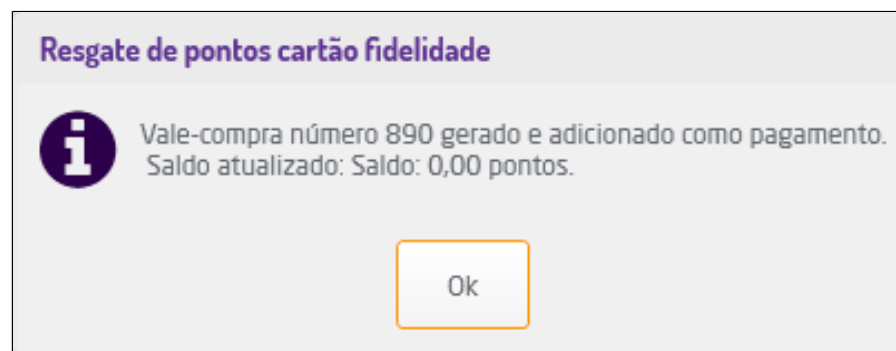 Resgate de pontos cartão fidelidade
Vale-compra número 890 gerado e adicionado como pagamento.
Saldo atualizado: Saldo: 0,00 pontos.
Ok